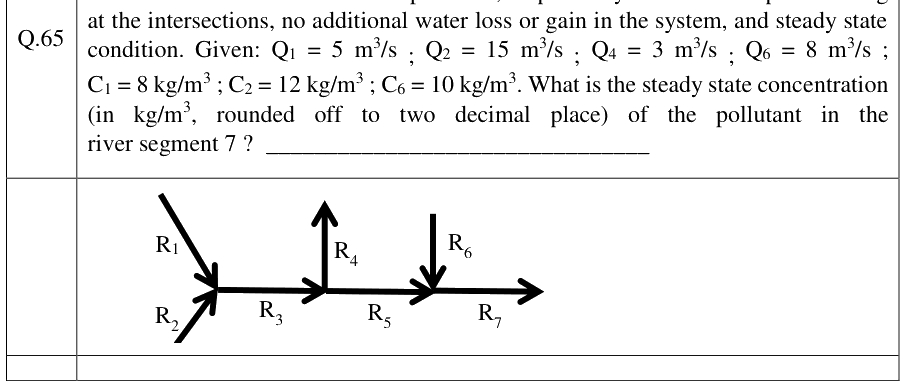 at the intersections, no additional water loss or gain in the system, and steady state
Q.65
condition. Given: Q₁ = 5 m³/s ; Q₂ = 15 m³/s ; Q₄ = 3 m³/s ; Q₆ = 8 m³/s ;
C₁ = 8 kg/m³ ; C₂ = 12 kg/m³ ; C₆ = 10 kg/m³. What is the steady state concentration
(in kg/m³, rounded off to two decimal place) of the pollutant in the
river segment 7 ? ________________________________
R₁
R₄
R₆
R₂
R₃
R₅
R₇